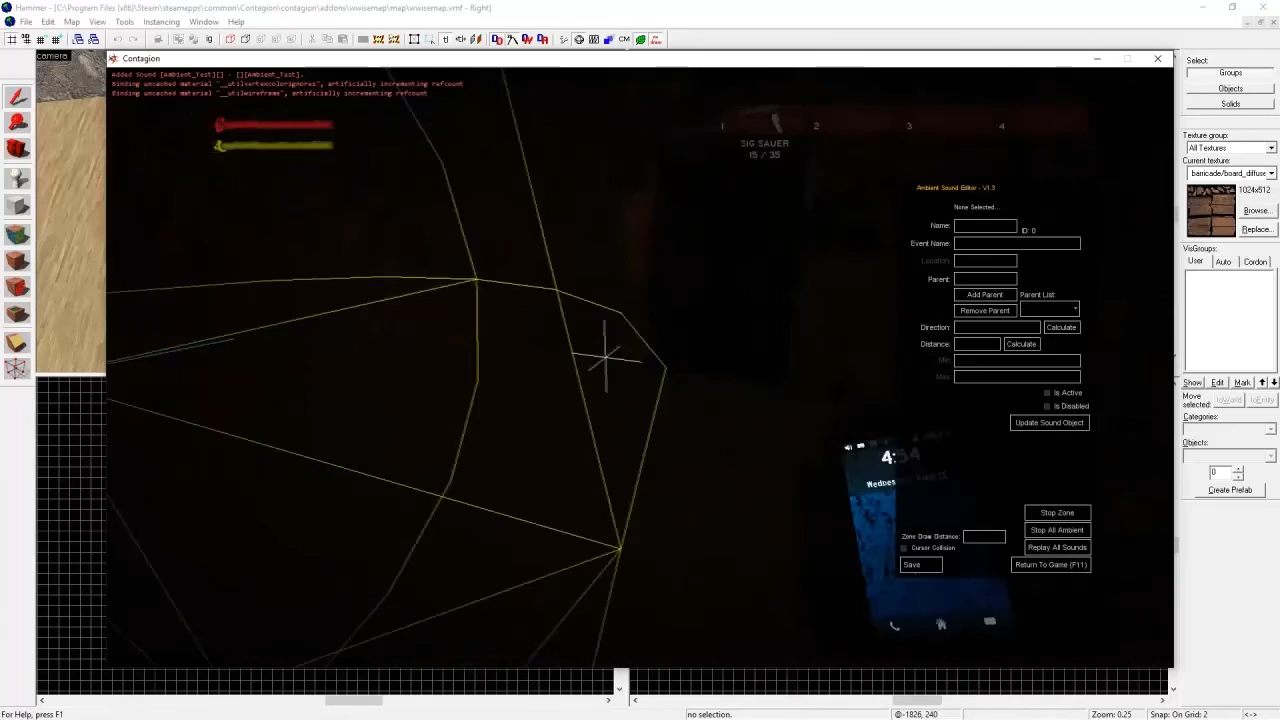 Hammer - [C:\Program Files (x86)\Steam\steamapps\common\Contagion\contagion\addons\wwisemap\map\wwisemap.vmf - Right]
File Edit Map View Tools Instancing Window Help
camera
Contagion
Added Sound [Ambient_Test][] - [][Ambient_Test].
Binding uncached material "__utilvertexcolorignorez", artificially incrementing refcount
Binding uncached material "__utilwireframe", artificially incrementing refcount
1 2 3 4
SIG SAUER
15 / 35
Ambient Sound Editor - V1.3
None Selected...
Name:
ID: 0
Event Name:
Location:
Parent:
Add Parent
Parent List:
Remove Parent
Direction:
Calculate
Distance:
Calculate
Min:
Max:
Is Active
Is Disabled
Update Sound Object
4:54
Wednes
Stop Zone
Stop All Ambient
Zone Draw Distance:
Cursor Collision
Replay All Sounds
Save
Return To Game (F11)
Select:
Groups
Objects
Solids
Texture group:
All Textures
Current texture:
barricade/board_diffuse
1024x512
Browse...
Replace...
VisGroups:
User Auto Cordon
Show Edit Mark
Move selected:
toWorld toEntity
Categories:
Objects:
0
Create Prefab
For Help, press F1
no selection.
@-1826, 240
Zoom: 0.25
Snap: On Grid: 2
<->